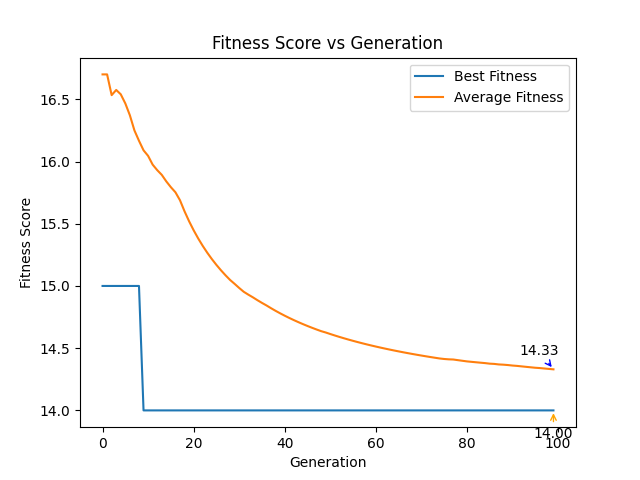 Fitness Score vs Generation
Best Fitness
Average Fitness
16.5
16.0
15.5
15.0
14.5
14.0
Fitness Score
14.33
14.00
0 20 40 60 80 100
Generation